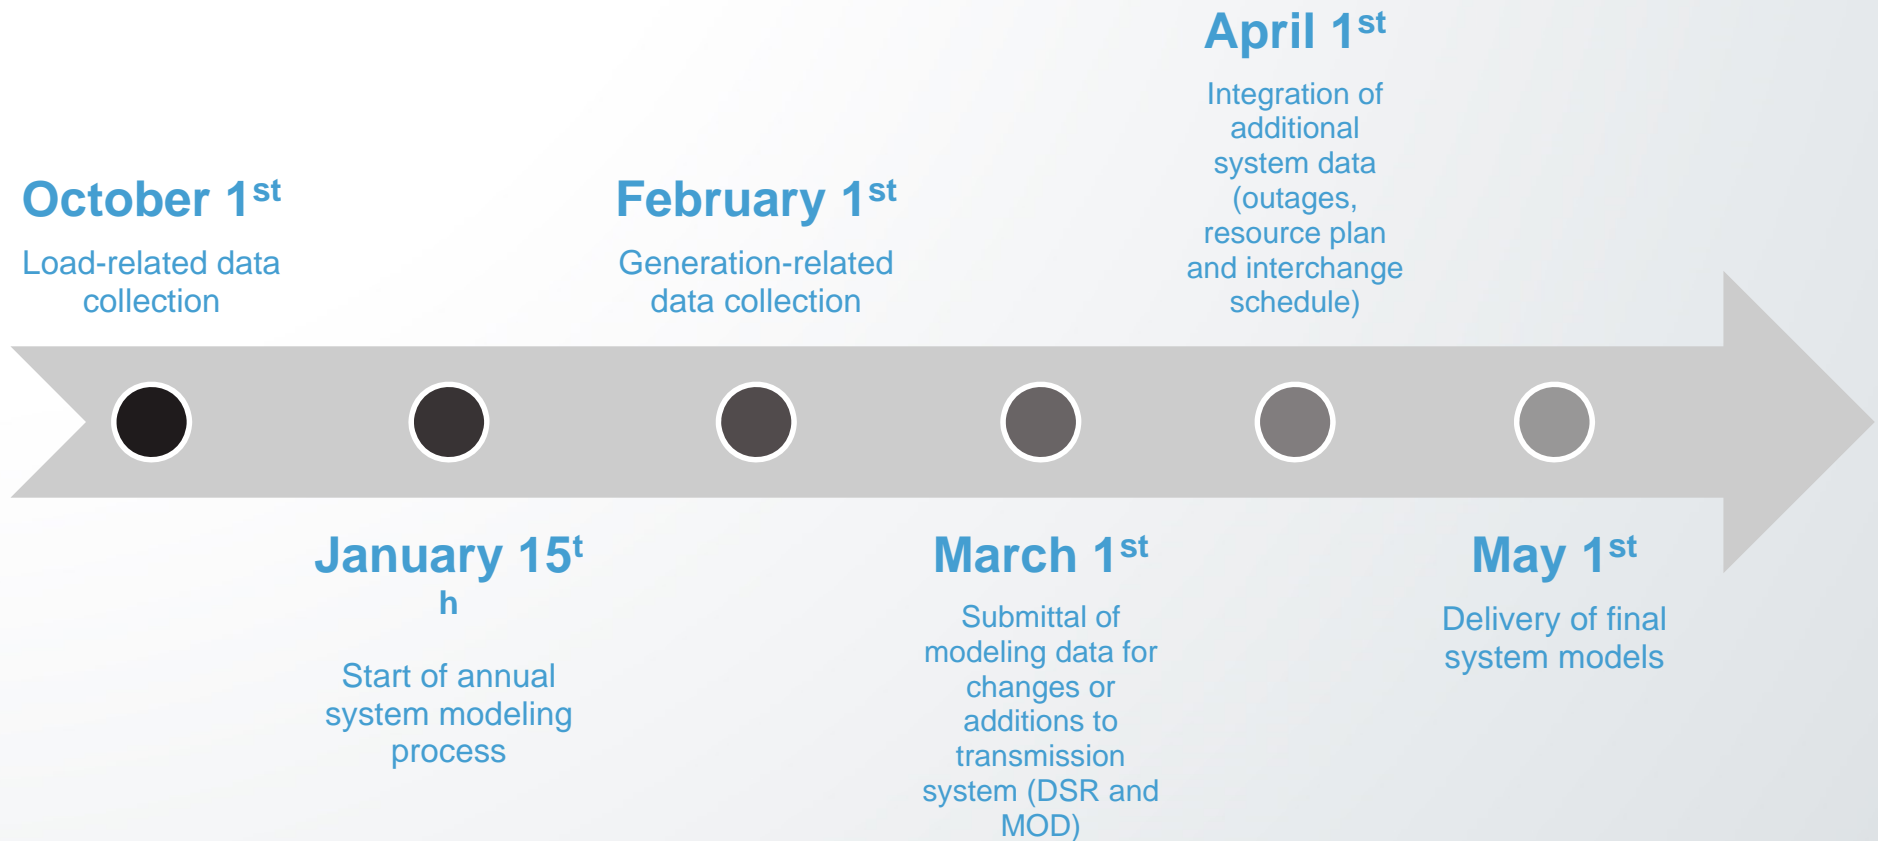 October 1st
Load-related data
collection
January 15t
h
Start of annual
system modeling
process
February 1st
Generation-related
data collection
March 1st
Submittal of
modeling data for
changes or
additions to
transmission
system (DSR and
MOD)
April 1st
Integration of
additional
system data
(outages,
resource plan
and interchange
schedule)
May 1st
Delivery of final
system models